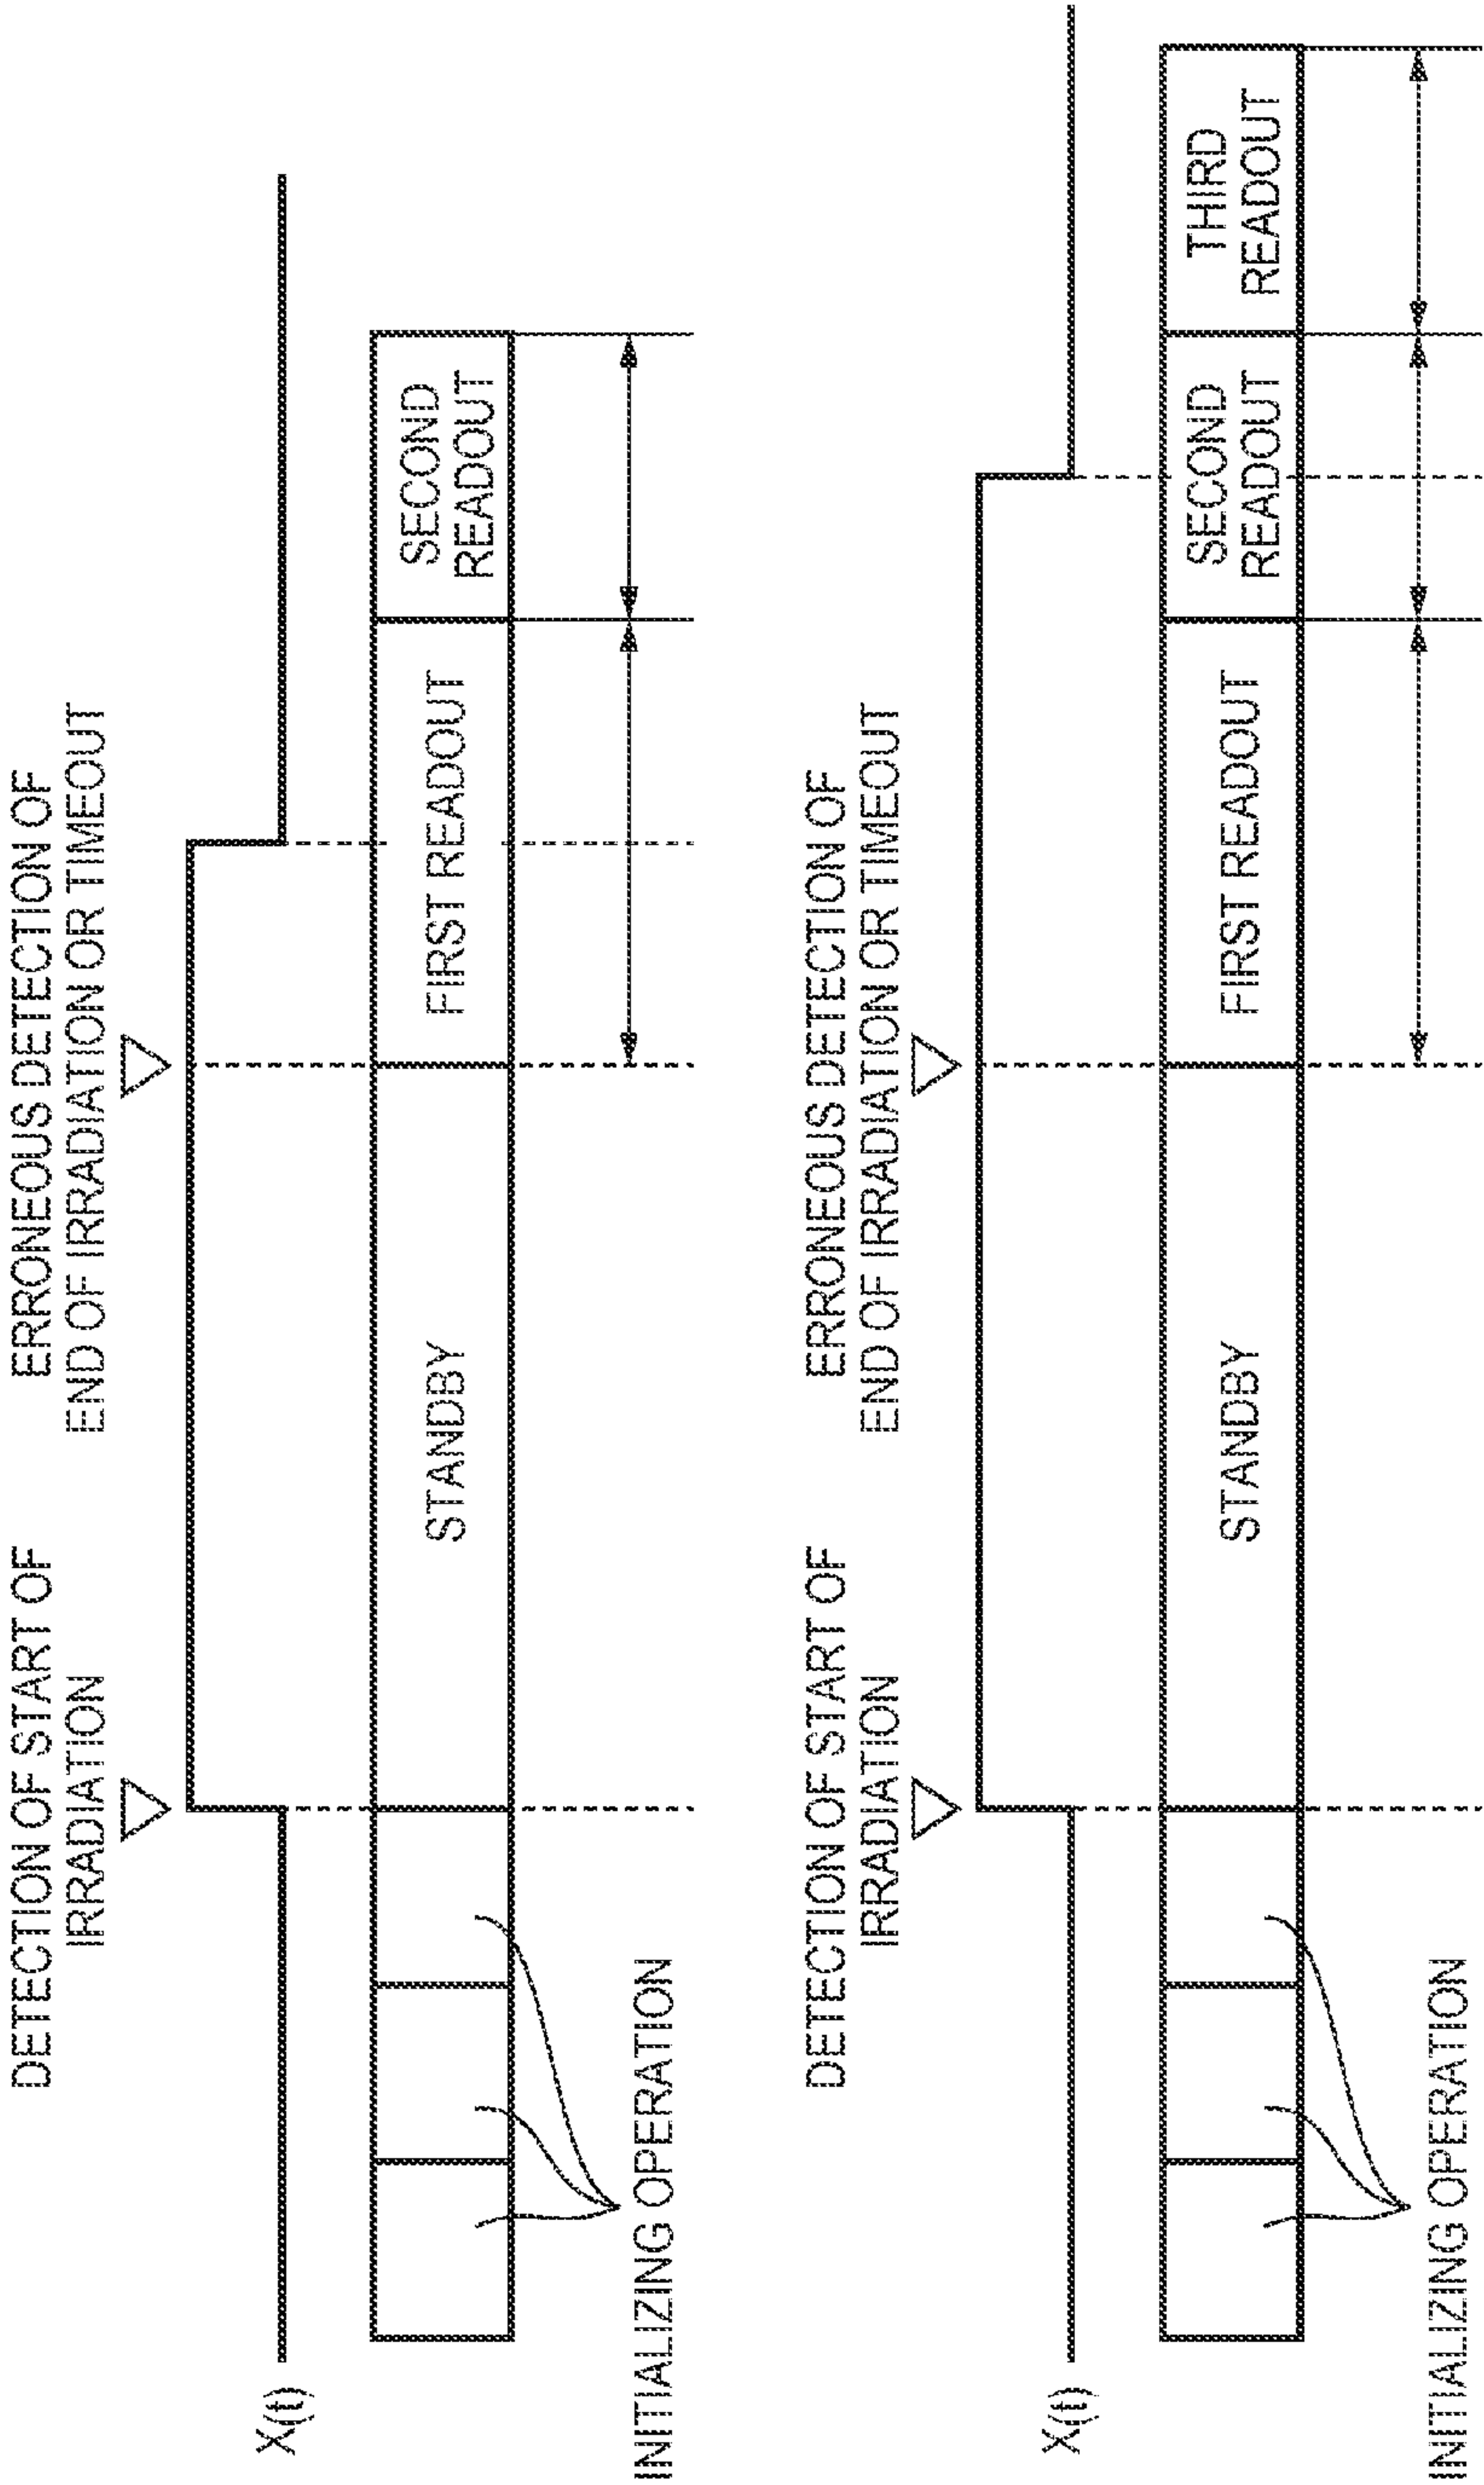 DETECTION OF START OF
IRRADIATION
ERRONEOUS DETECTION OF
END OF IRRADIATION OR TIMEOUT
X(t)
STANDBY
FIRST READOUT
SECOND
READOUT
INITIALIZING OPERATION
DETECTION OF START OF
IRRADIATION
ERRONEOUS DETECTION OF
END OF IRRADIATION OR TIMEOUT
X(t)
STANDBY
FIRST READOUT
SECOND
READOUT
THIRD
READOUT
INITIALIZING OPERATION